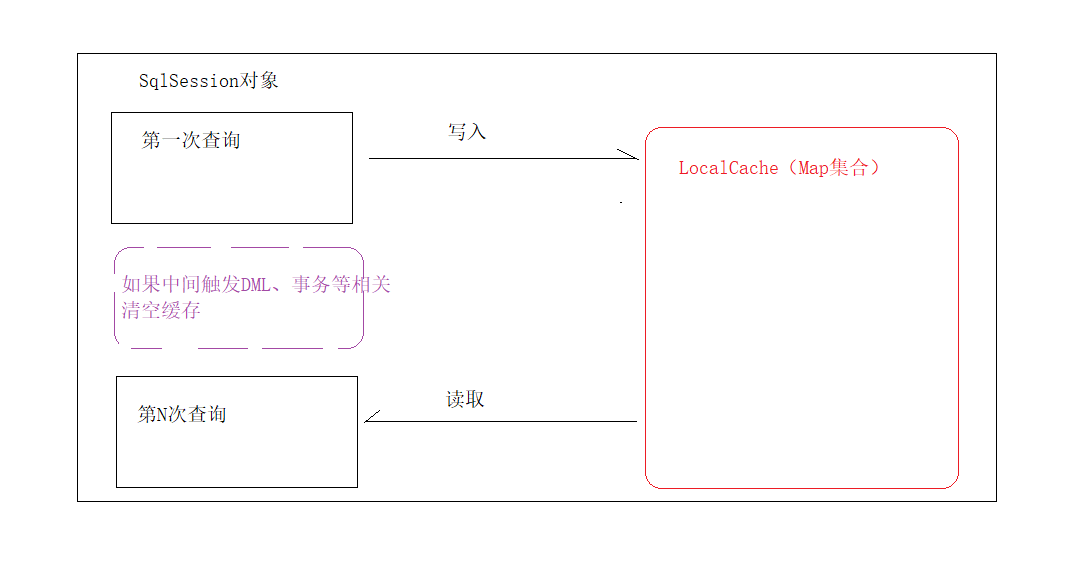 SqlSession对象
第一次查询
写入
LocalCache（Map集合）
如果中间触发DML、事务等相关
清空缓存
读取
第N次查询